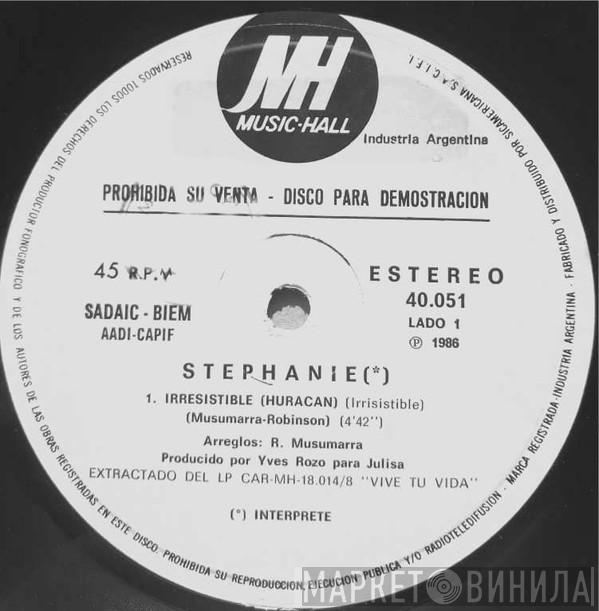 MH
MUSIC-HALL
Industria Argentina
PROHIBIDA SU VENTA - DISCO PARA DEMOSTRACION
45 R.P.M
ESTEREO
40.051
SADAIC - BIEM
AADI-CAPIF
LADO 1
℗ 1986
STEPHANIE(*)
1. IRRESISTIBLE (HURACAN) (Irrisistible)
(Musumarra-Robinson) (4'42'')
Arreglos: R. Musumarra
Producido por Yves Rozo para Julisa
EXTRACTADO DEL LP CAR-MH-18.014/8 "VIVE TU VIDA"
(*) INTERPRETE
RESERVADOS TODOS LOS DERECHOS DEL PRODUCTOR FONOGRAFICO Y DE LOS AUTORES DE LAS OBRAS REGISTRADAS EN ESTE DISCO. PROHIBIDA SU REPRODUCCION, EJECUCION PUBLICA Y/O RADIOTELEDIFUSION - MARCA REGISTRADA-INDUSTRIA ARGENTINA - FABRICADO Y DISTRIBUIDO POR SICAMERICANA S.A.C.I.F.I.
МАРКЕТ ВИНИЛА